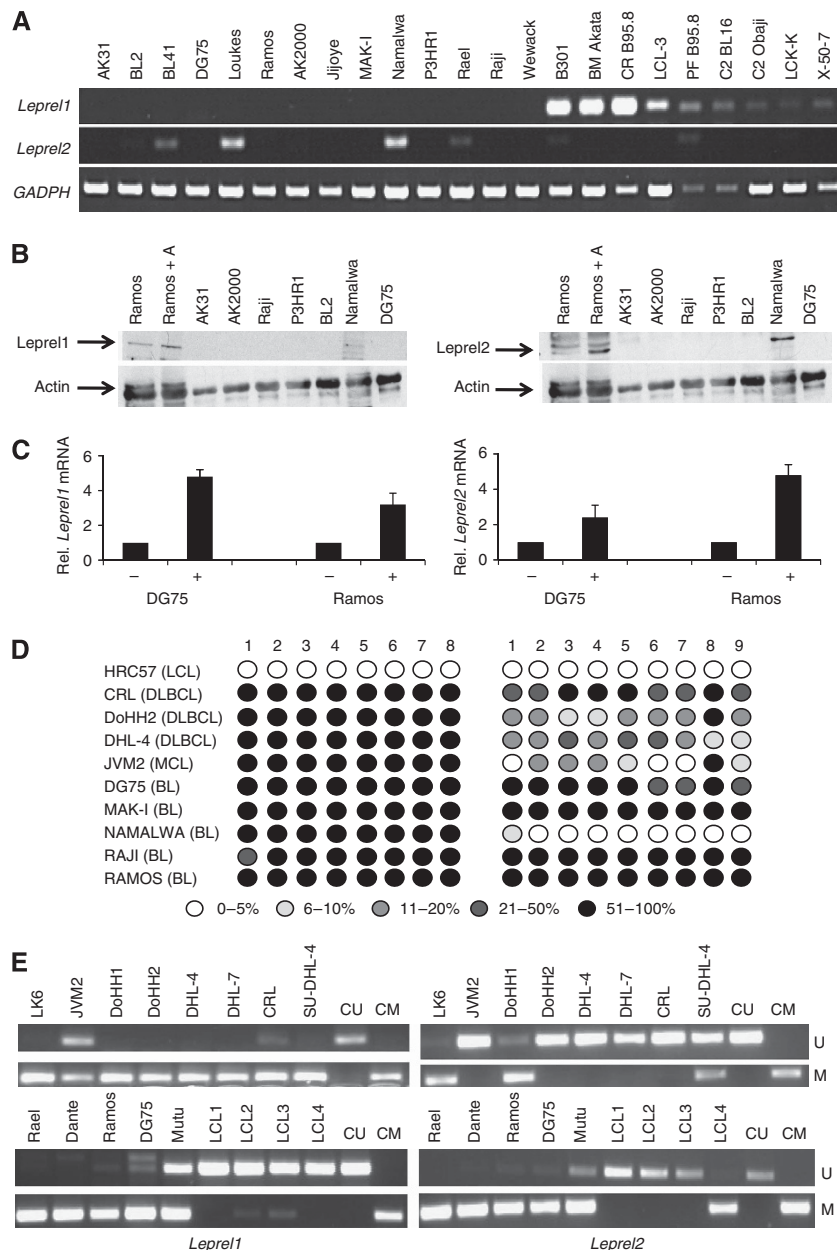 A
AK31 BL2 BL41 DG75 Loukes Ramos AK2000 Jijoye MAK-I Namalwa P3HR1 Rael Raji Wewack B301 BM Akata CR B95.8 LCL-3 PF B95.8 C2 BL16 C2 Obaji LCK-K X-50-7
Leprel1
Leprel2
GADPH
B
Ramos Ramos + A AK31 AK2000 Raji P3HR1 BL2 Namalwa DG75
Leprel1
Actin
Ramos Ramos + A AK31 AK2000 Raji P3HR1 BL2 Namalwa DG75
Leprel2
Actin
C
Rel. Leprel1 mRNA
6
4
2
0
– + – +
DG75 Ramos
Rel. Leprel2 mRNA
6
4
2
0
– + – +
DG75 Ramos
D
1 2 3 4 5 6 7 8 1 2 3 4 5 6 7 8 9
HRC57 (LCL)
CRL (DLBCL)
DoHH2 (DLBCL)
DHL-4 (DLBCL)
JVM2 (MCL)
DG75 (BL)
MAK-I (BL)
NAMALWA (BL)
RAJI (BL)
RAMOS (BL)
0–5% 6–10% 11–20% 21–50% 51–100%
E
LK6 JVM2 DoHH1 DoHH2 DHL-4 DHL-7 CRL SU-DHL-4 CU CM
LK6 JVM2 DoHH1 DoHH2 DHL-4 DHL-7 CRL SU-DHL-4 CU CM
U
M
Rael Dante Ramos DG75 Mutu LCL1 LCL2 LCL3 LCL4 CU CM
Rael Dante Ramos DG75 Mutu LCL1 LCL2 LCL3 LCL4 CU CM
U
M
Leprel1 Leprel2